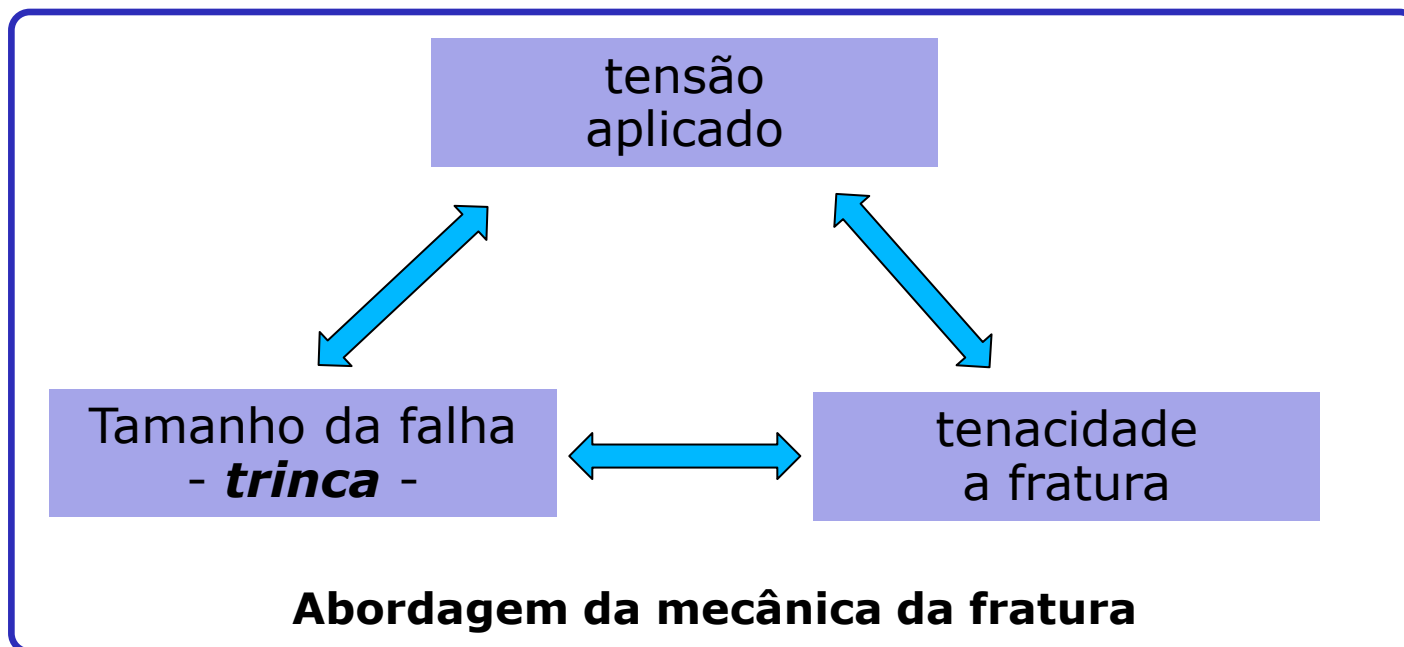 tensão
aplicado
Tamanho da falha
- trinca -
tenacidade
a fratura
Abordagem da mecânica da fratura